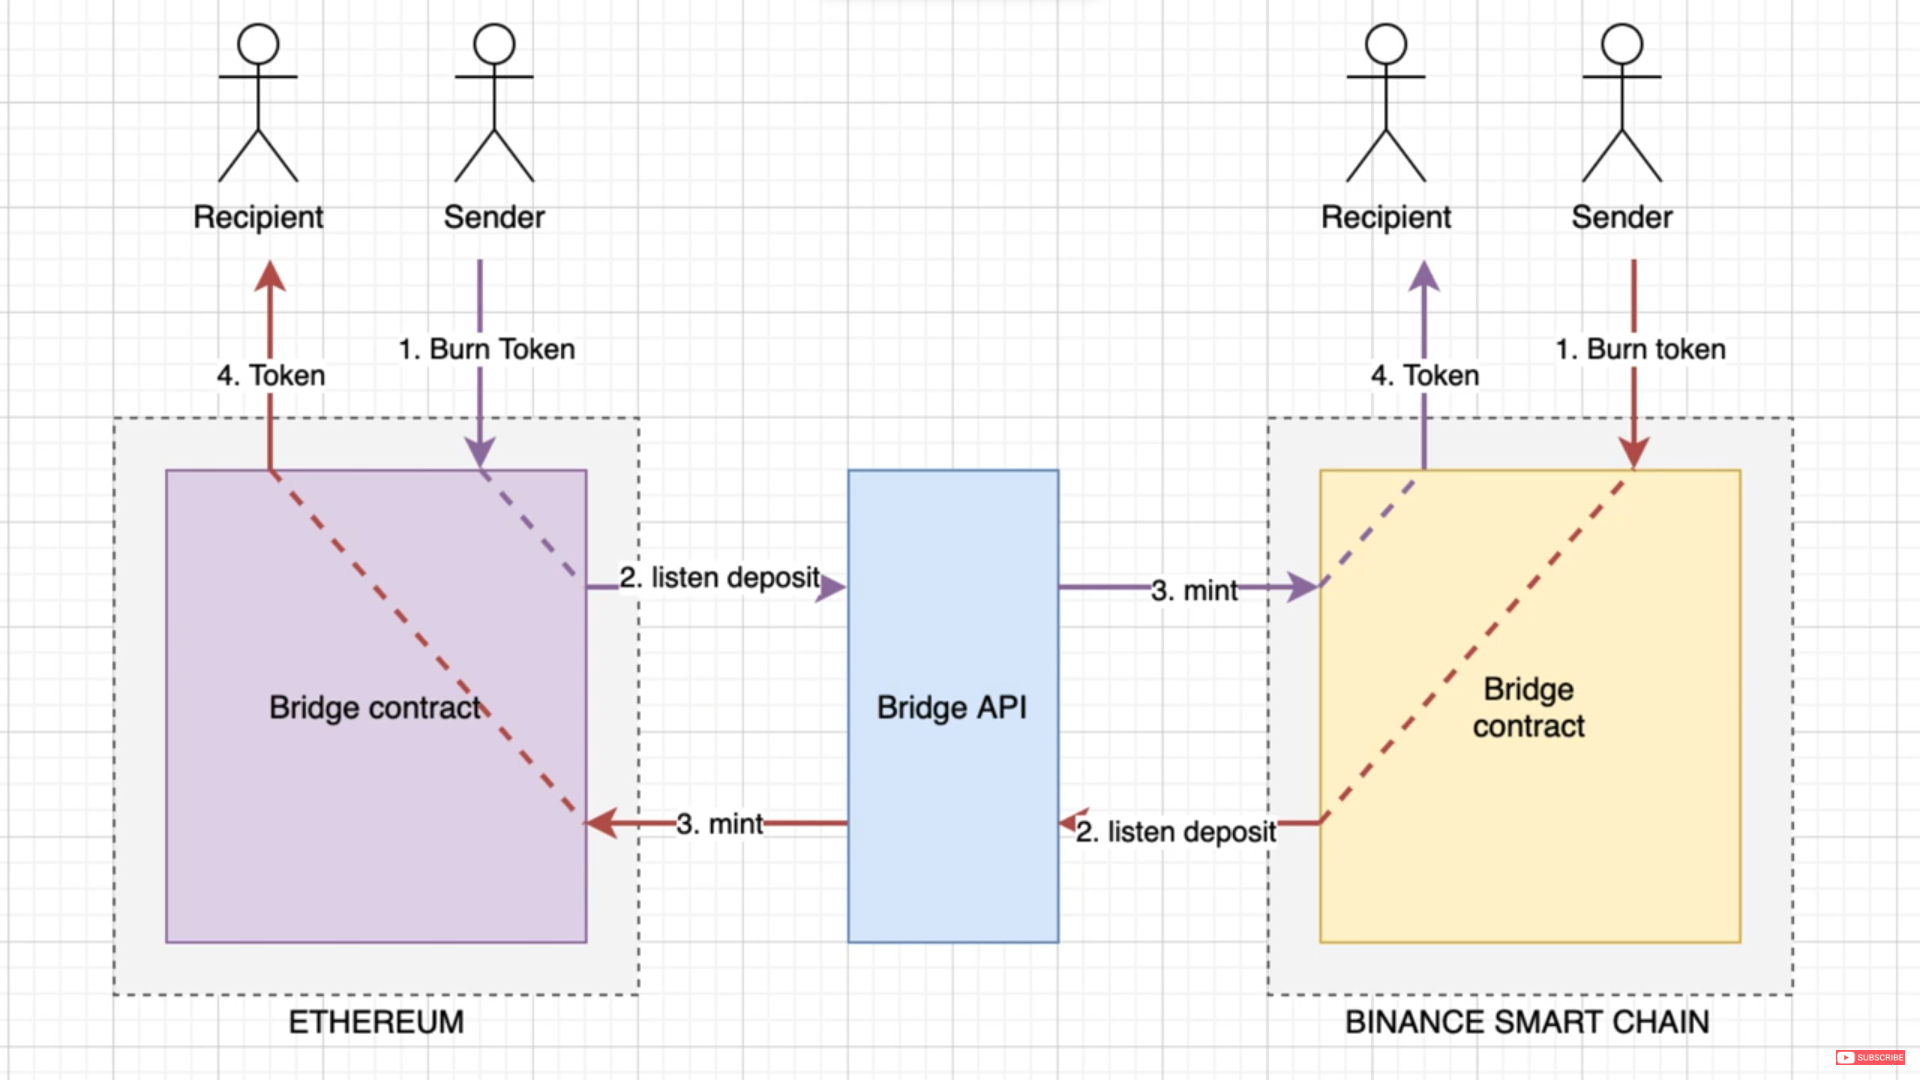 Recipient
Sender
Recipient
Sender
1. Burn Token
1. Burn token
4. Token
4. Token
2. listen deposit
3. mint
Bridge contract
Bridge API
Bridge
contract
3. mint
2. listen deposit
ETHEREUM
BINANCE SMART CHAIN
SUBSCRIBE